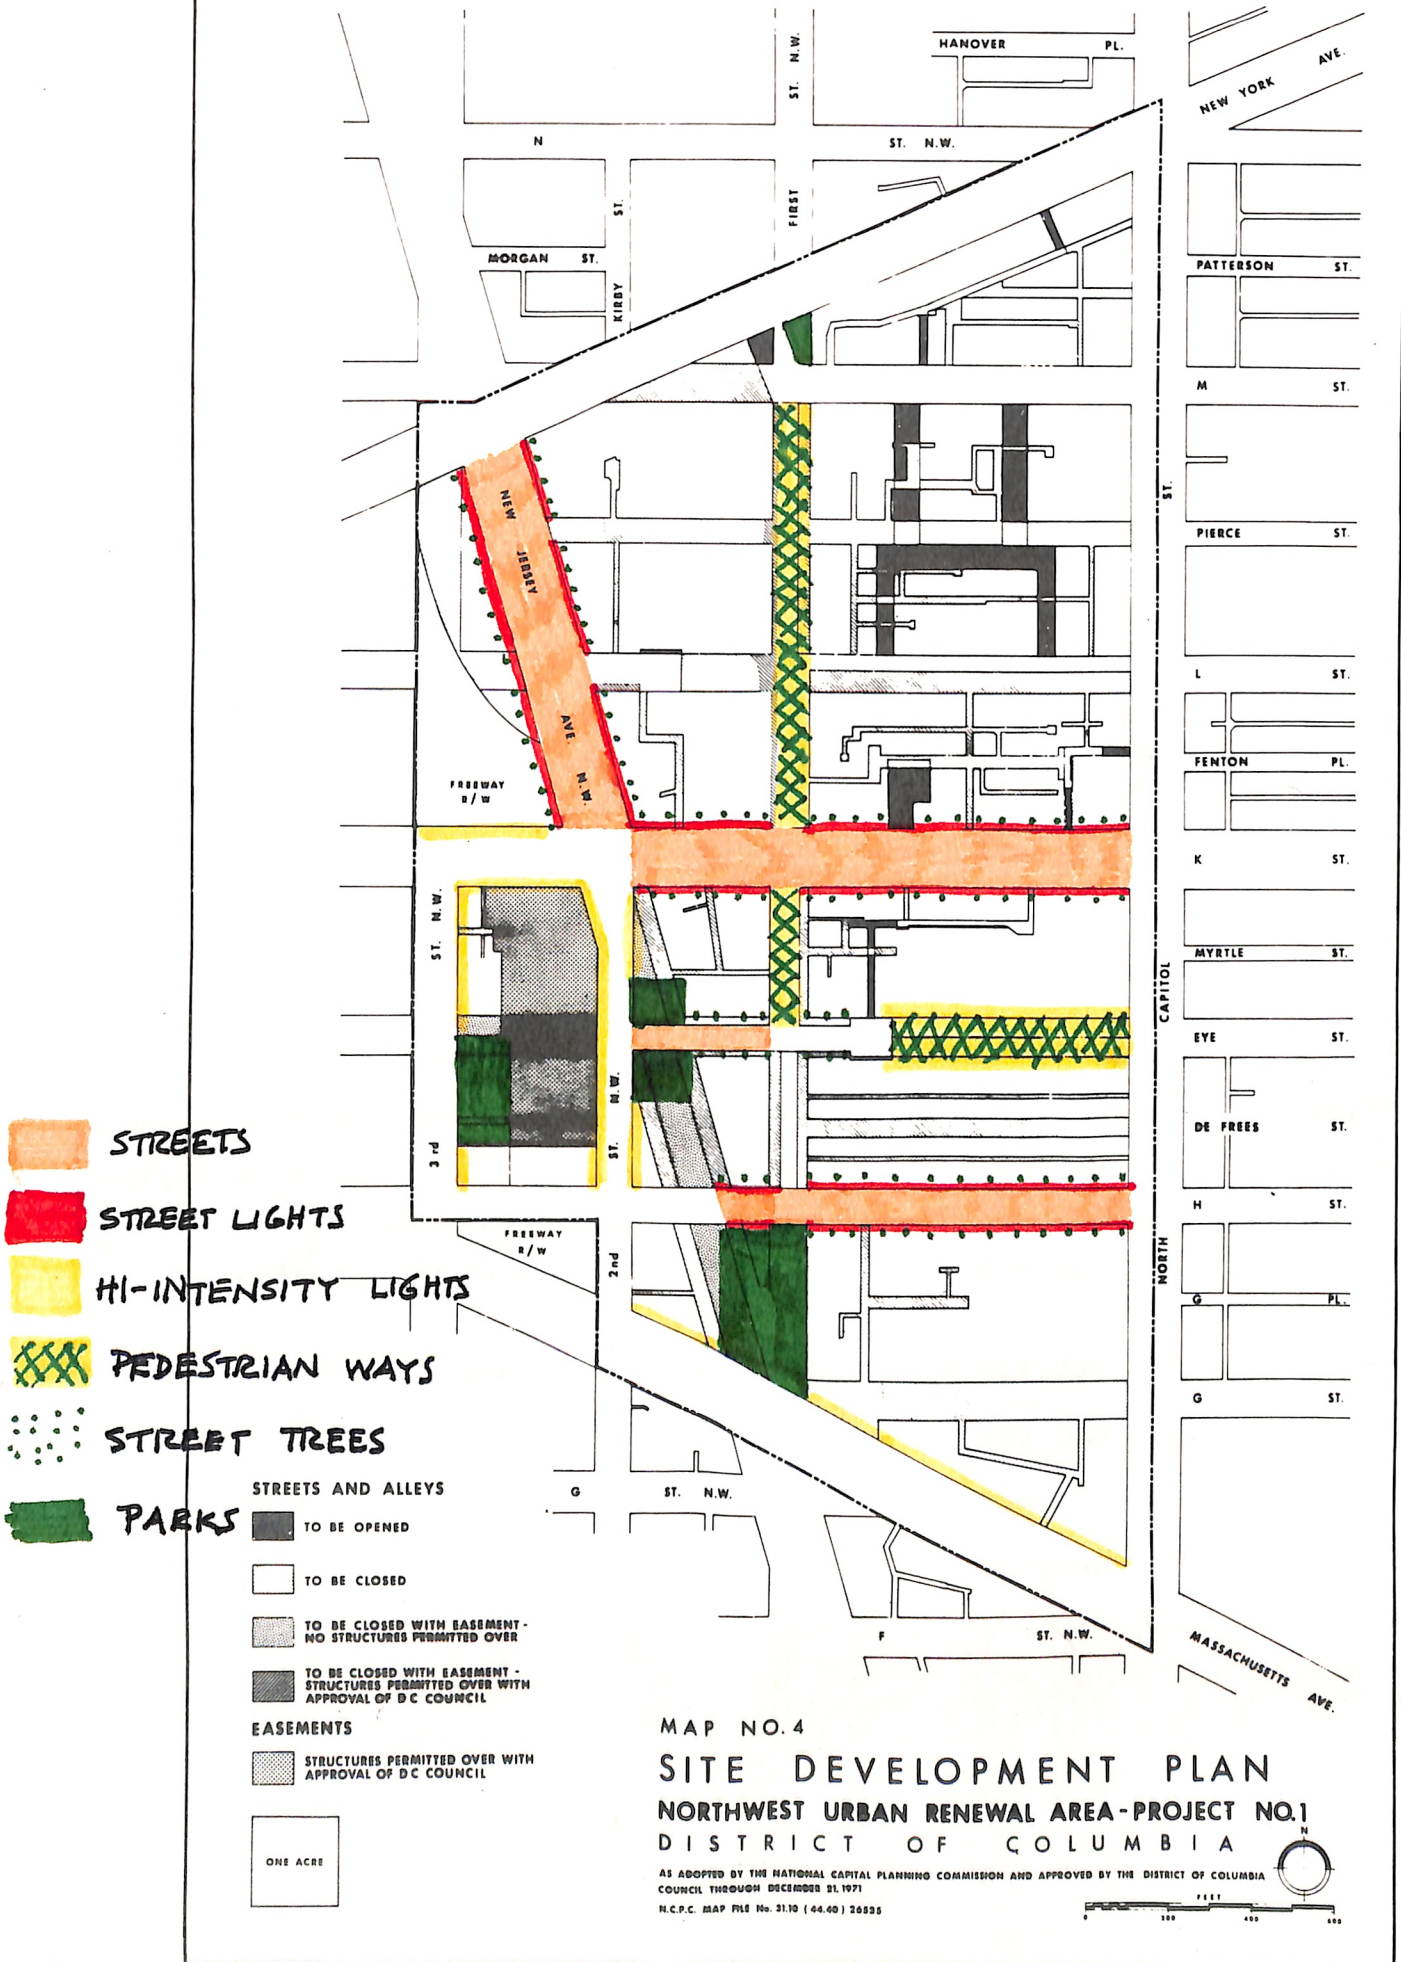 HANOVER PL.
NEW YORK AVE.
ST. N.W.
FIRST
N ST. N.W.
KIRBY ST.
MORGAN ST.
PATTERSON ST.
M ST.
NEW JERSEY AVE. N.W.
PIERCE ST.
L
L ST.
FREEWAY
R/W
FENTON PL.
K ST.
3 rd ST. N.W.
MYRTLE ST.
NORTH CAPITOL ST.
EYE ST.
2nd ST. N.W.
DE FREES ST.
H ST.
FREEWAY
R/W
G PL.
G ST.
G ST. N.W.
F ST. N.W.
MASSACHUSETTS AVE.
STREETS
STREET LIGHTS
HI-INTENSITY LIGHTS
PEDESTRIAN WAYS
STREET TREES
PARKS
STREETS AND ALLEYS
TO BE OPENED
TO BE CLOSED
TO BE CLOSED WITH EASEMENT -
NO STRUCTURES PERMITTED OVER
TO BE CLOSED WITH EASEMENT -
STRUCTURES PERMITTED OVER WITH
APPROVAL OF D C COUNCIL
EASEMENTS
STRUCTURES PERMITTED OVER WITH
APPROVAL OF D C COUNCIL
ONE ACRE
MAP NO. 4
SITE DEVELOPMENT PLAN
NORTHWEST URBAN RENEWAL AREA - PROJECT NO. 1
DISTRICT OF COLUMBIA
AS ADOPTED BY THE NATIONAL CAPITAL PLANNING COMMISSION AND APPROVED BY THE DISTRICT OF COLUMBIA
COUNCIL THROUGH DECEMBER 21, 1971
N.C.P.C. MAP FILE No. 31.10 ( 44.40 ) 26535
N
FEET
0 200 400 600